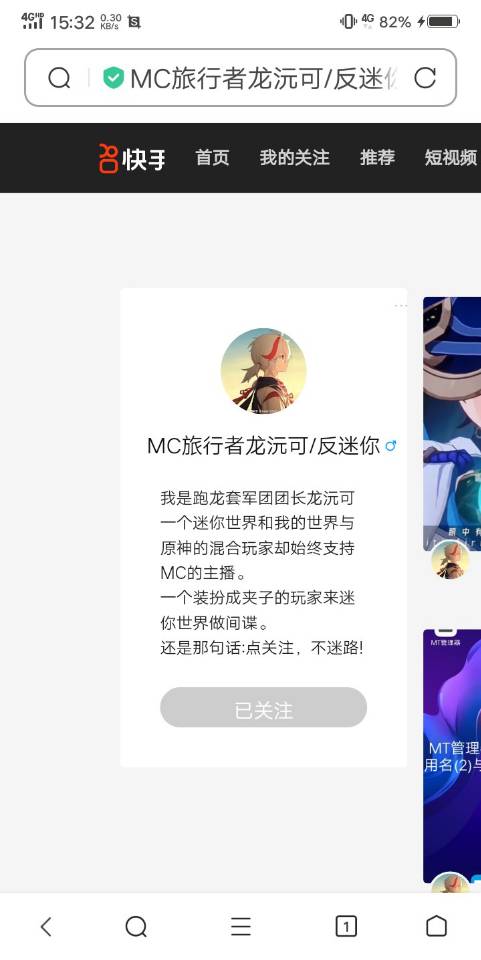 4GHD 15:32 0.30 KB/s 4G 82%
MC旅行者龙沅可/反迷
快手 首页 我的关注 推荐 短视频
MC旅行者龙沅可/反迷你
我是跑龙套军团团长龙沅可
一个迷你世界和我的世界与
原神的混合玩家却始终支持
MC的主播。
一个装扮成夹子的玩家来迷
你世界做间谍。
还是那句话:点关注，不迷路!
已关注
眼中有
MT管理器
MT管理
用名(2)与
1